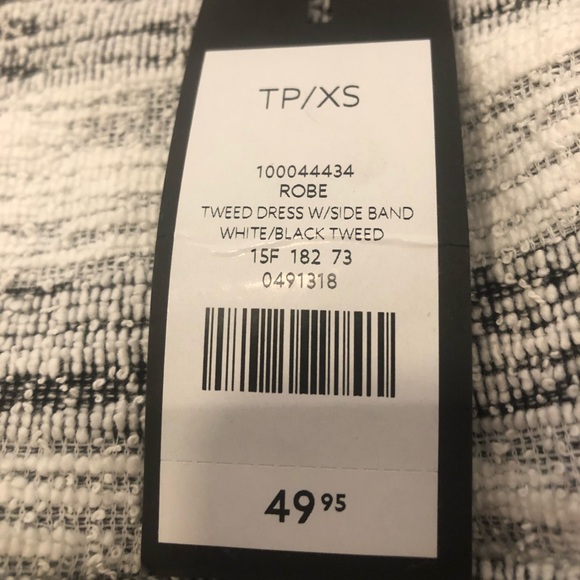 TP/XS
100044434
ROBE
TWEED DRESS W/SIDE BAND
WHITE/BLACK TWEED
15F 182 73
0491318
49 95